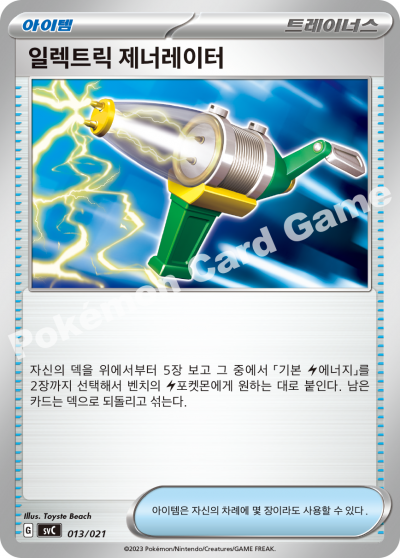 아이템
트레이너스
일렉트릭 제너레이터
Pokémon Card Game
자신의 덱을 위에서부터 5장 보고 그 중에서 「기본 에너지」를
2장까지 선택해서 벤치의 포켓몬에게 원하는 대로 붙인다. 남은
카드는 덱으로 되돌리고 섞는다.
Illus. Toyste Beach
아이템은 자신의 차례에 몇 장이라도 사용할 수 있다.
G svC 013/021
©2023 Pokémon/Nintendo/Creatures/GAME FREAK.